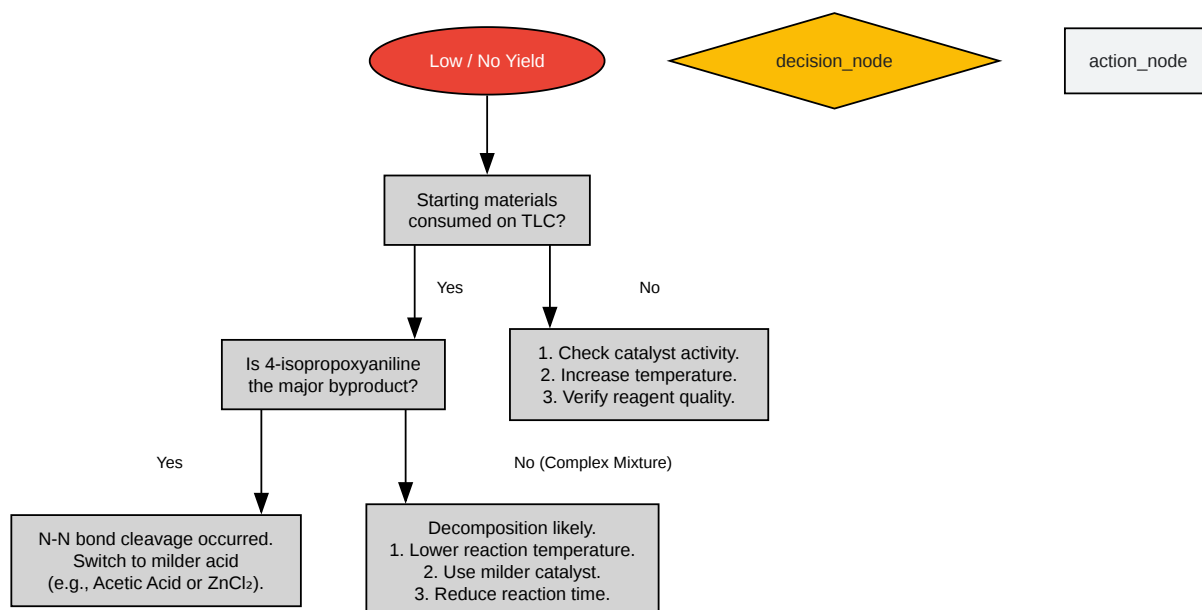 Low / No Yield
decision_node
action_node
Starting materials
consumed on TLC?
Yes
No
Is 4-isopropoxyaniline
the major byproduct?
1. Check catalyst activity.
2. Increase temperature.
3. Verify reagent quality.
Yes
No (Complex Mixture)
N-N bond cleavage occurred.
Switch to milder acid
(e.g., Acetic Acid or ZnCl₂).
Decomposition likely.
1. Lower reaction temperature.
2. Use milder catalyst.
3. Reduce reaction time.